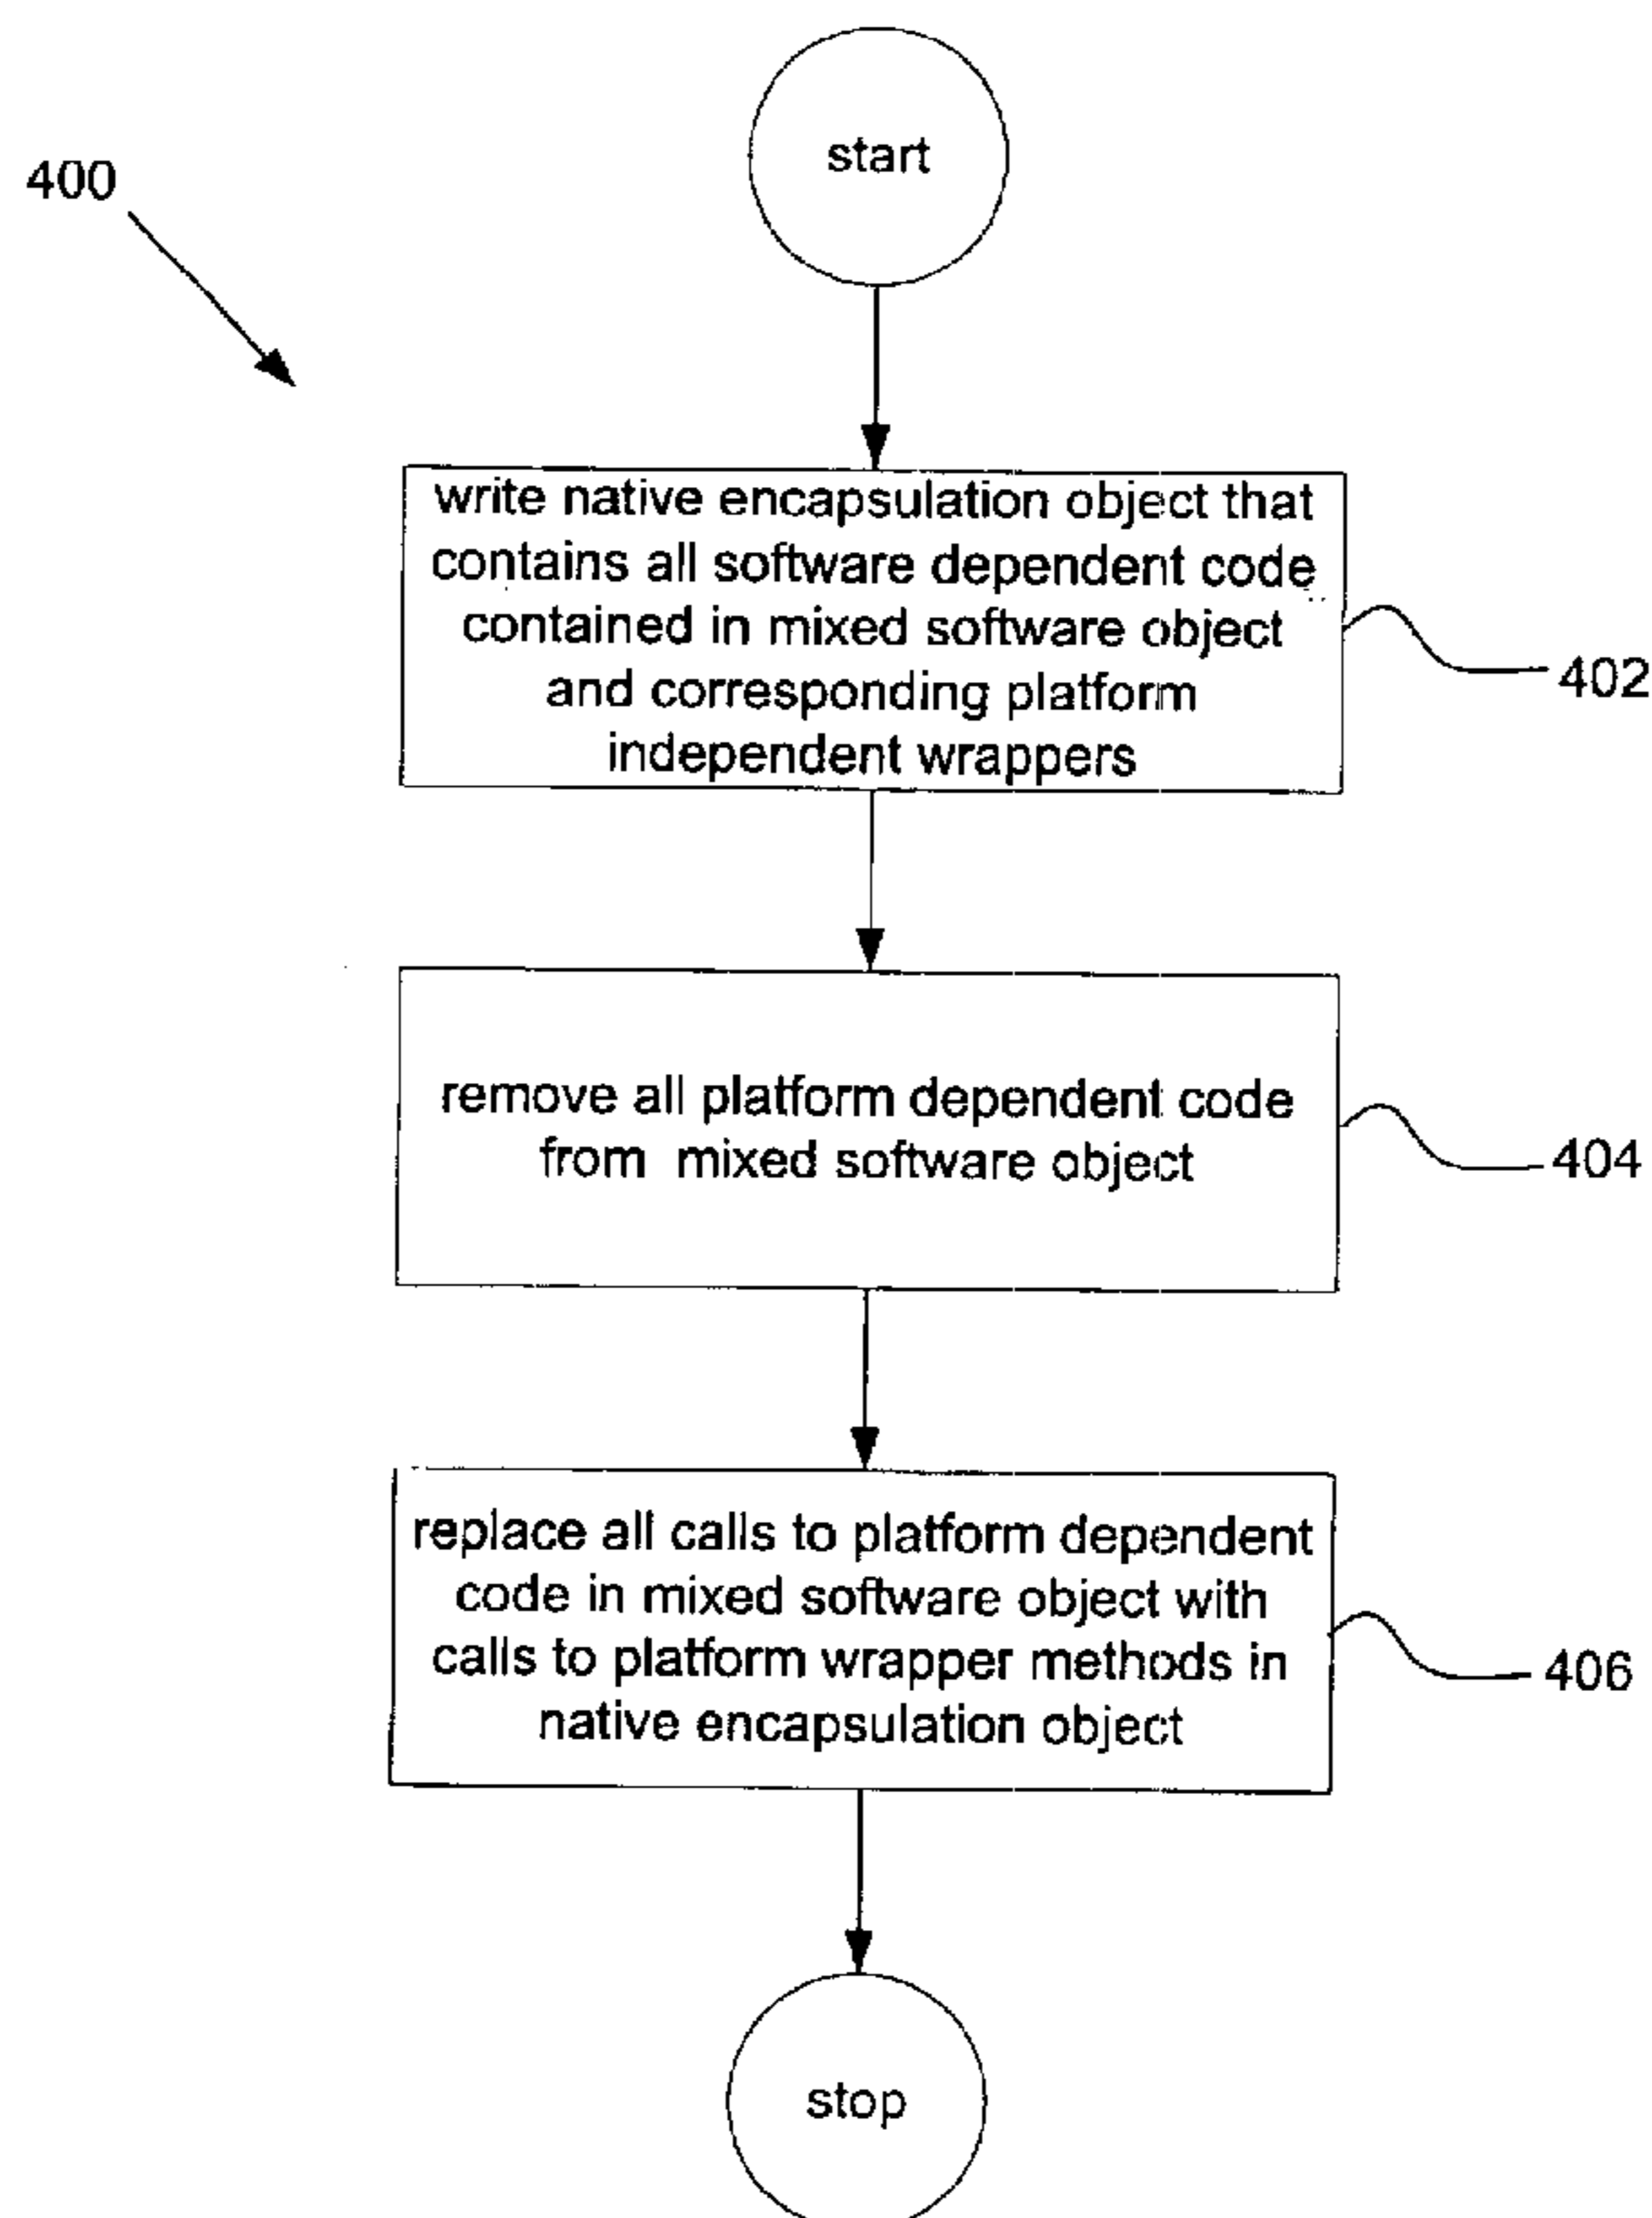 start
400
write native encapsulation object that
contains all software dependent code
contained in mixed software object
and corresponding platform
independent wrappers
402
remove all platform dependent code
from mixed software object
404
replace all calls to platform dependent
code in mixed software object with
calls to platform wrapper methods in
native encapsulation object
406
stop